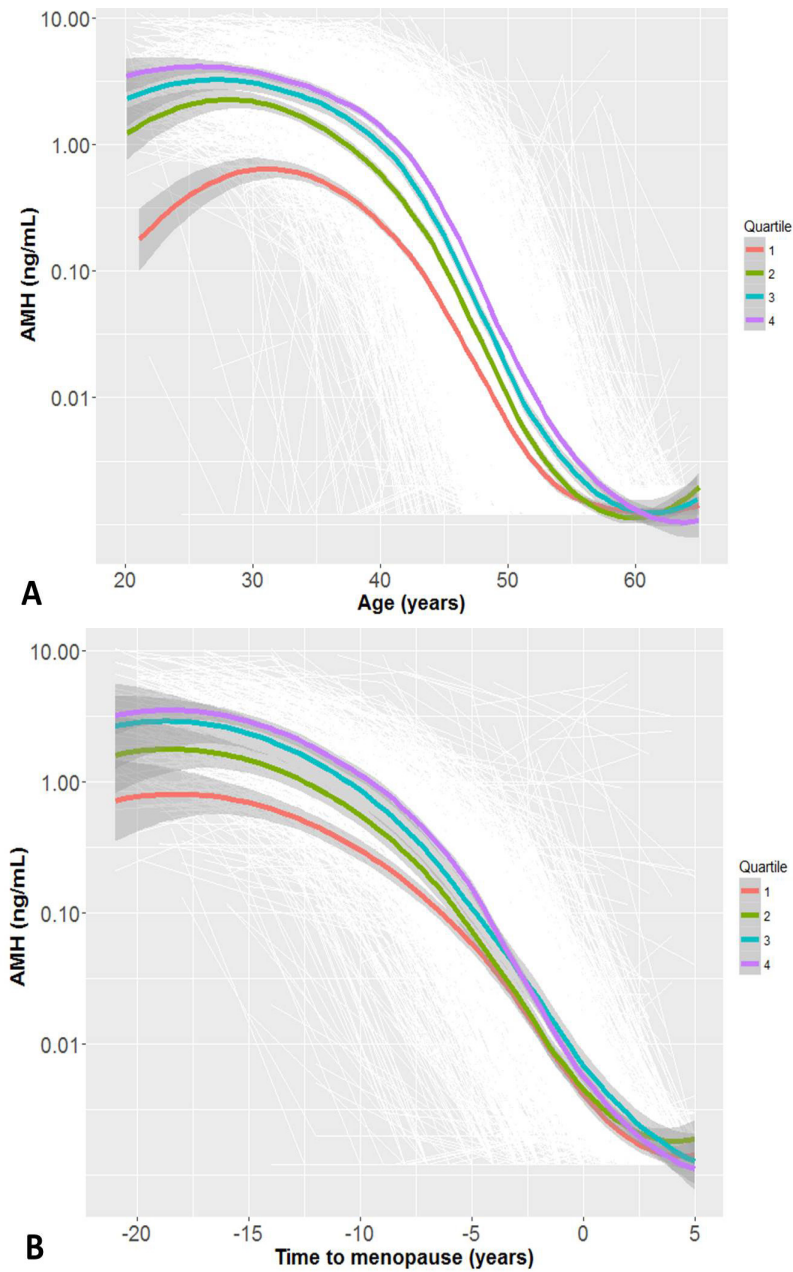 10.00
1.00
0.10
0.01
AMH (ng/mL)
20 30 40 50 60
Age (years)
Quartile
1
2
3
4
A
10.00
1.00
0.10
0.01
AMH (ng/mL)
-20 -15 -10 -5 0 5
Time to menopause (years)
Quartile
1
2
3
4
B